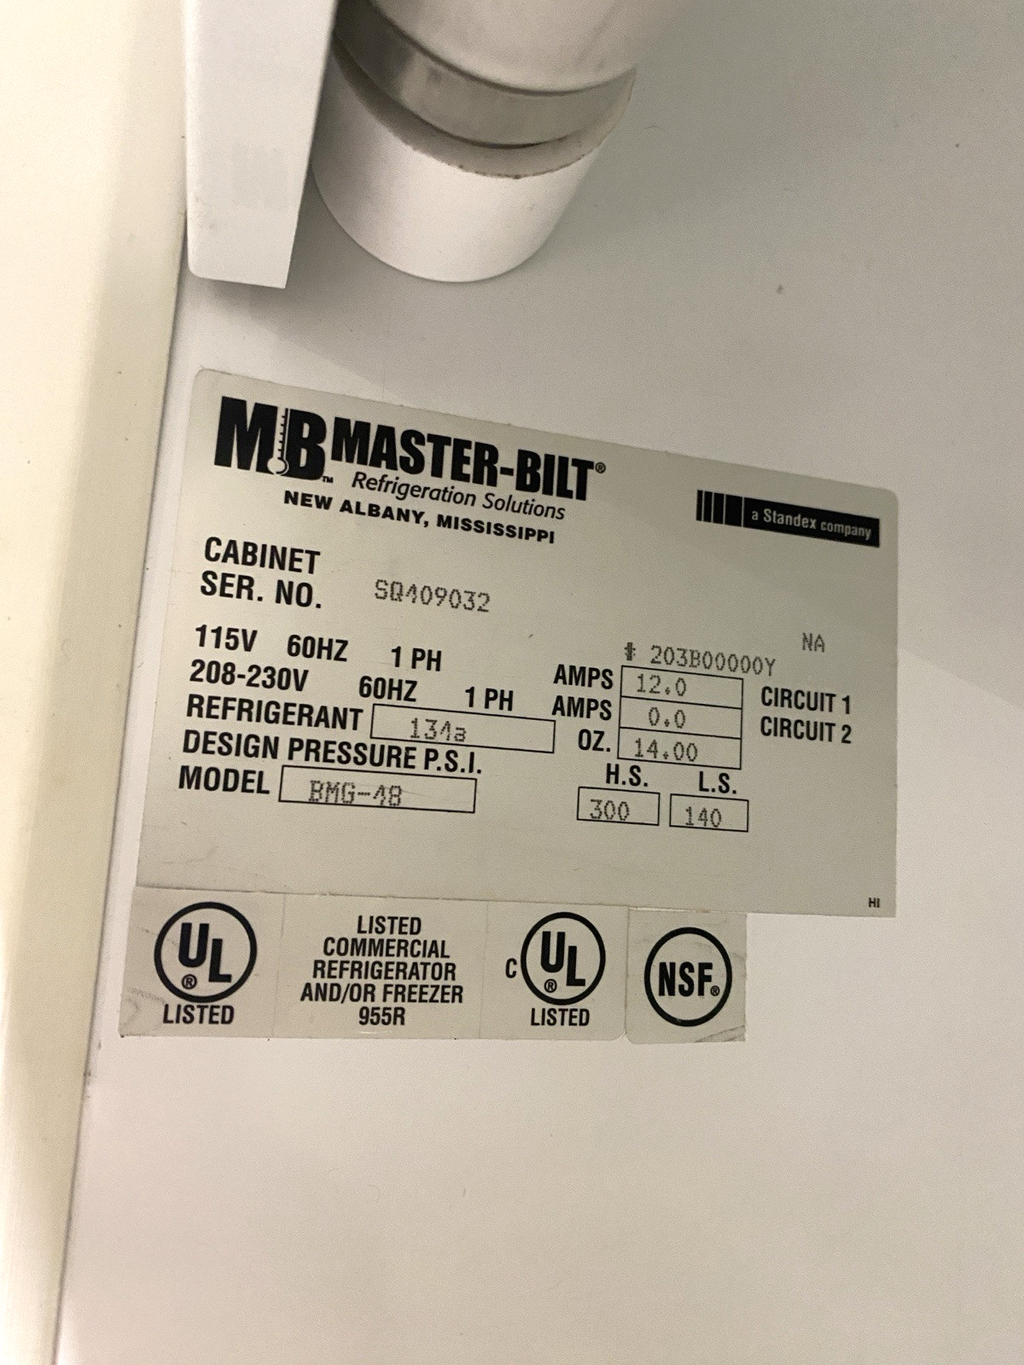 MB™ MASTER-BILT®
Refrigeration Solutions
NEW ALBANY, MISSISSIPPI
a Standex company
CABINET
SER. NO. SQ409032
NA
# 203B00000Y
115V 60HZ 1 PH AMPS 12.0 CIRCUIT 1
208-230V 60HZ 1 PH AMPS 0.0 CIRCUIT 2
REFRIGERANT 134a OZ. 14.00
DESIGN PRESSURE P.S.I. H.S. L.S.
MODEL BMG-48 300 140
HI
UL ®
LISTED
LISTED
COMMERCIAL
REFRIGERATOR
AND/OR FREEZER
955R
C UL ®
LISTED
NSF®